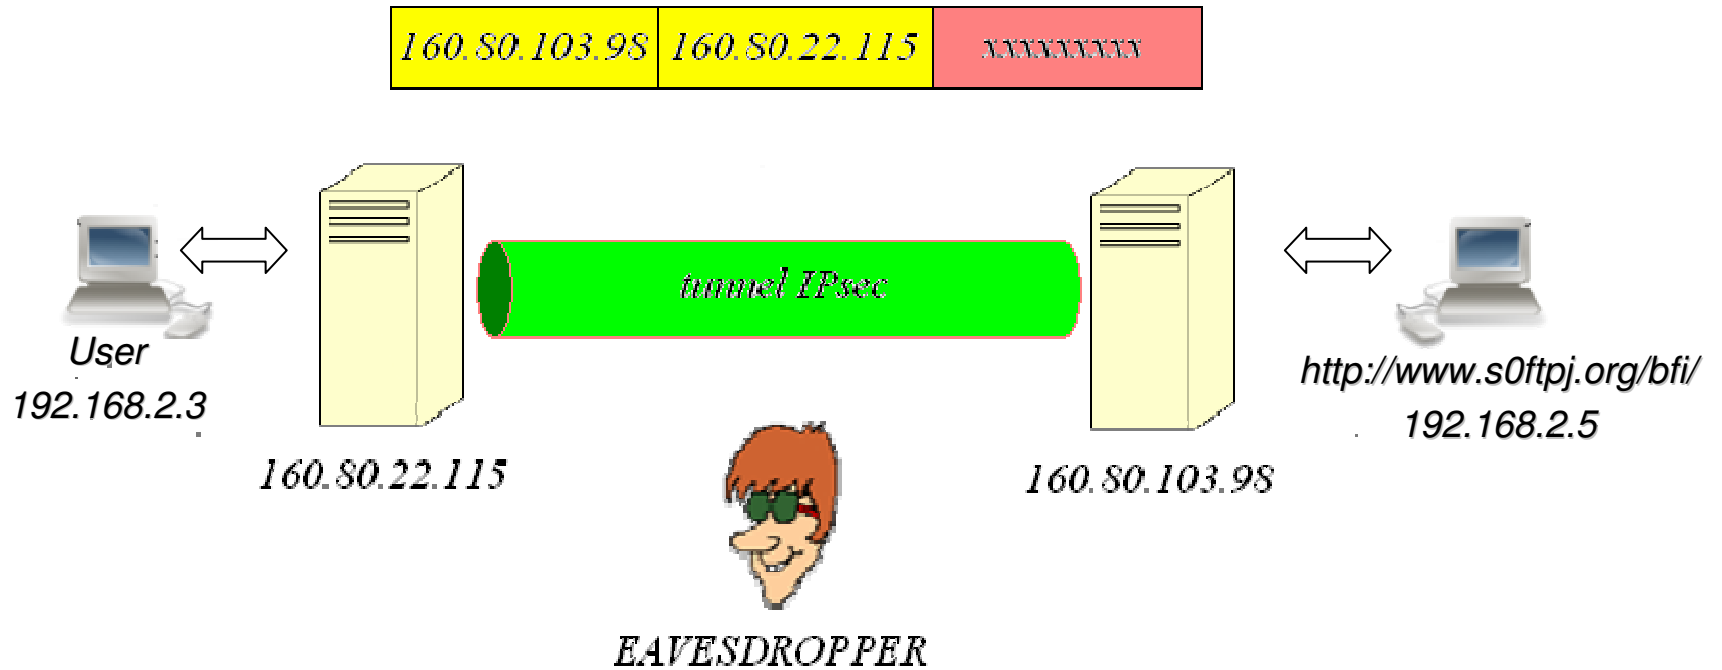 160.80.103.98 160.80.22.115 xxxxxxxxx
tunnel IPsec
User
192.168.2.3
http://www.s0ftpj.org/bfi/
192.168.2.5
160.80.22.115
160.80.103.98
EAVESDROPPER